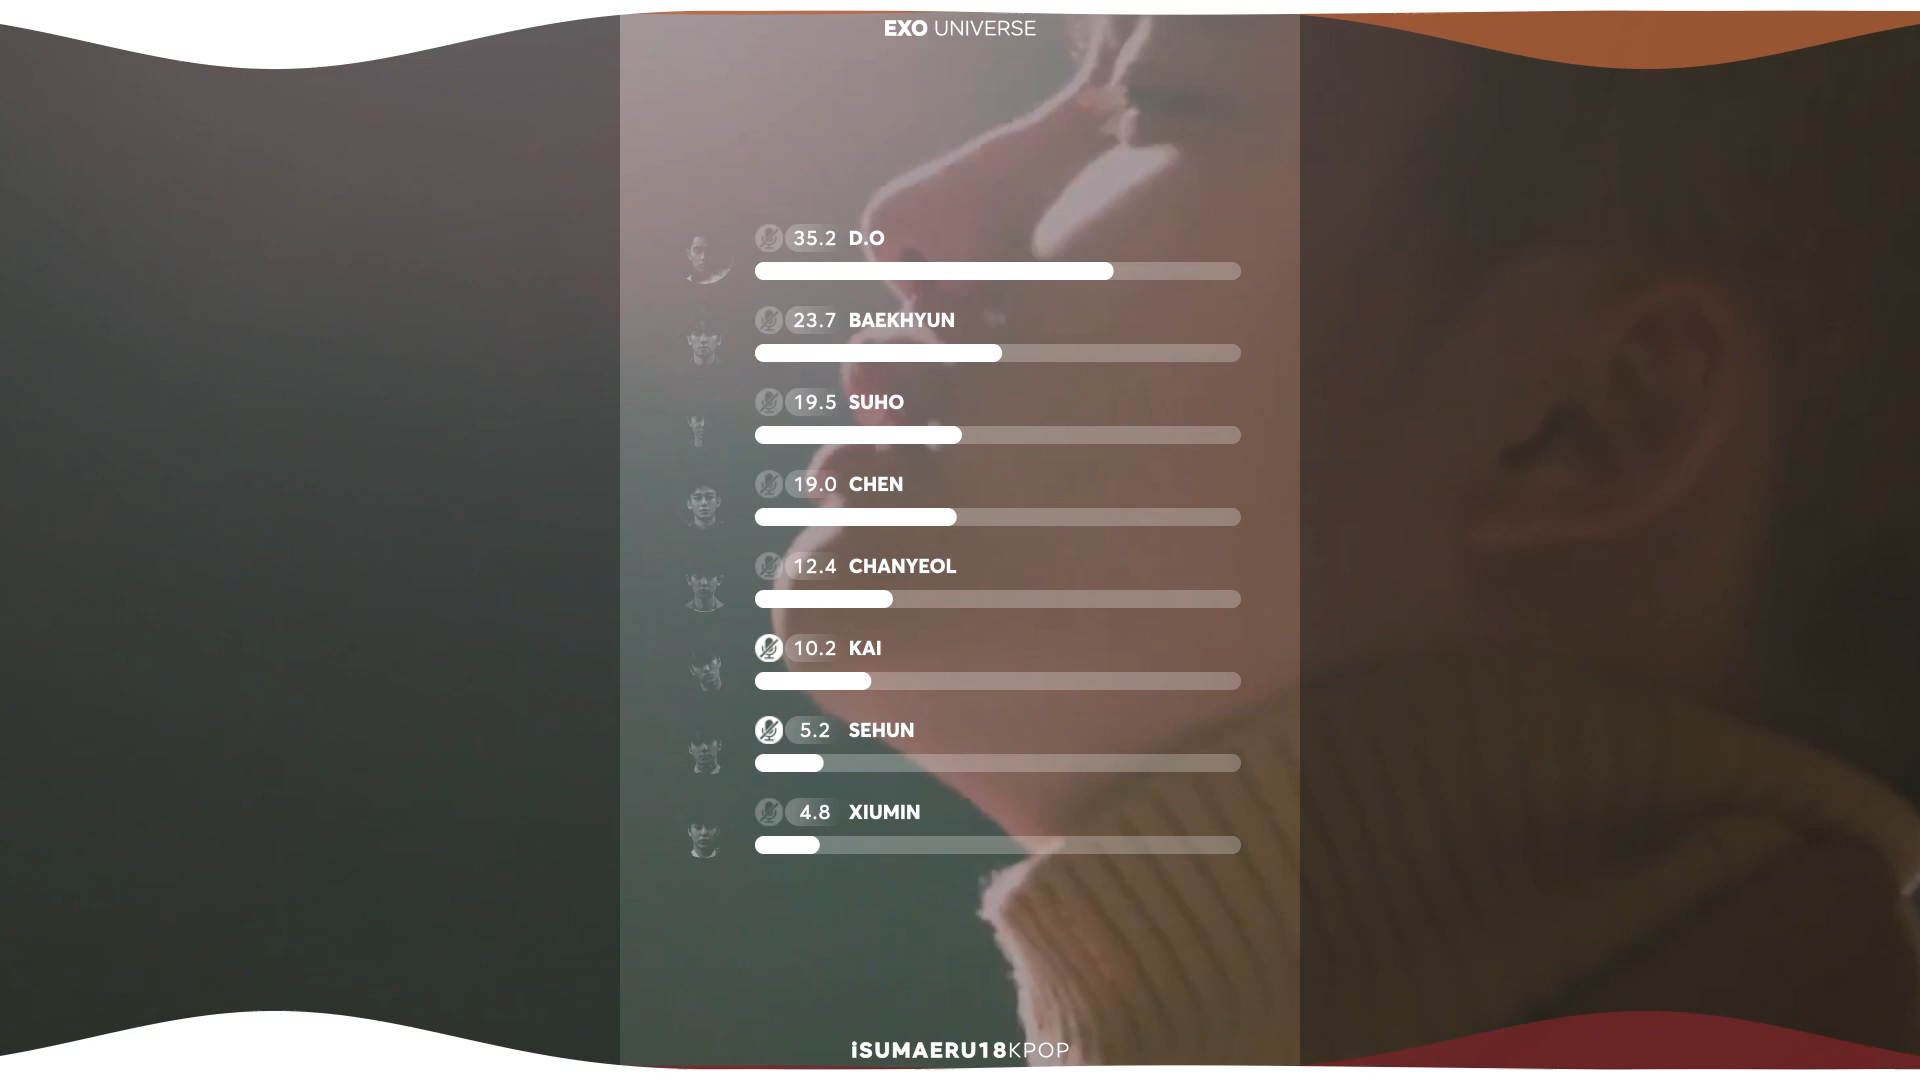 EXO UNIVERSE
35.2 D.O
23.7 BAEKHYUN
19.5 SUHO
19.0 CHEN
12.4 CHANYEOL
10.2 KAI
5.2 SEHUN
4.8 XIUMIN
iSUMAERU18KPOP